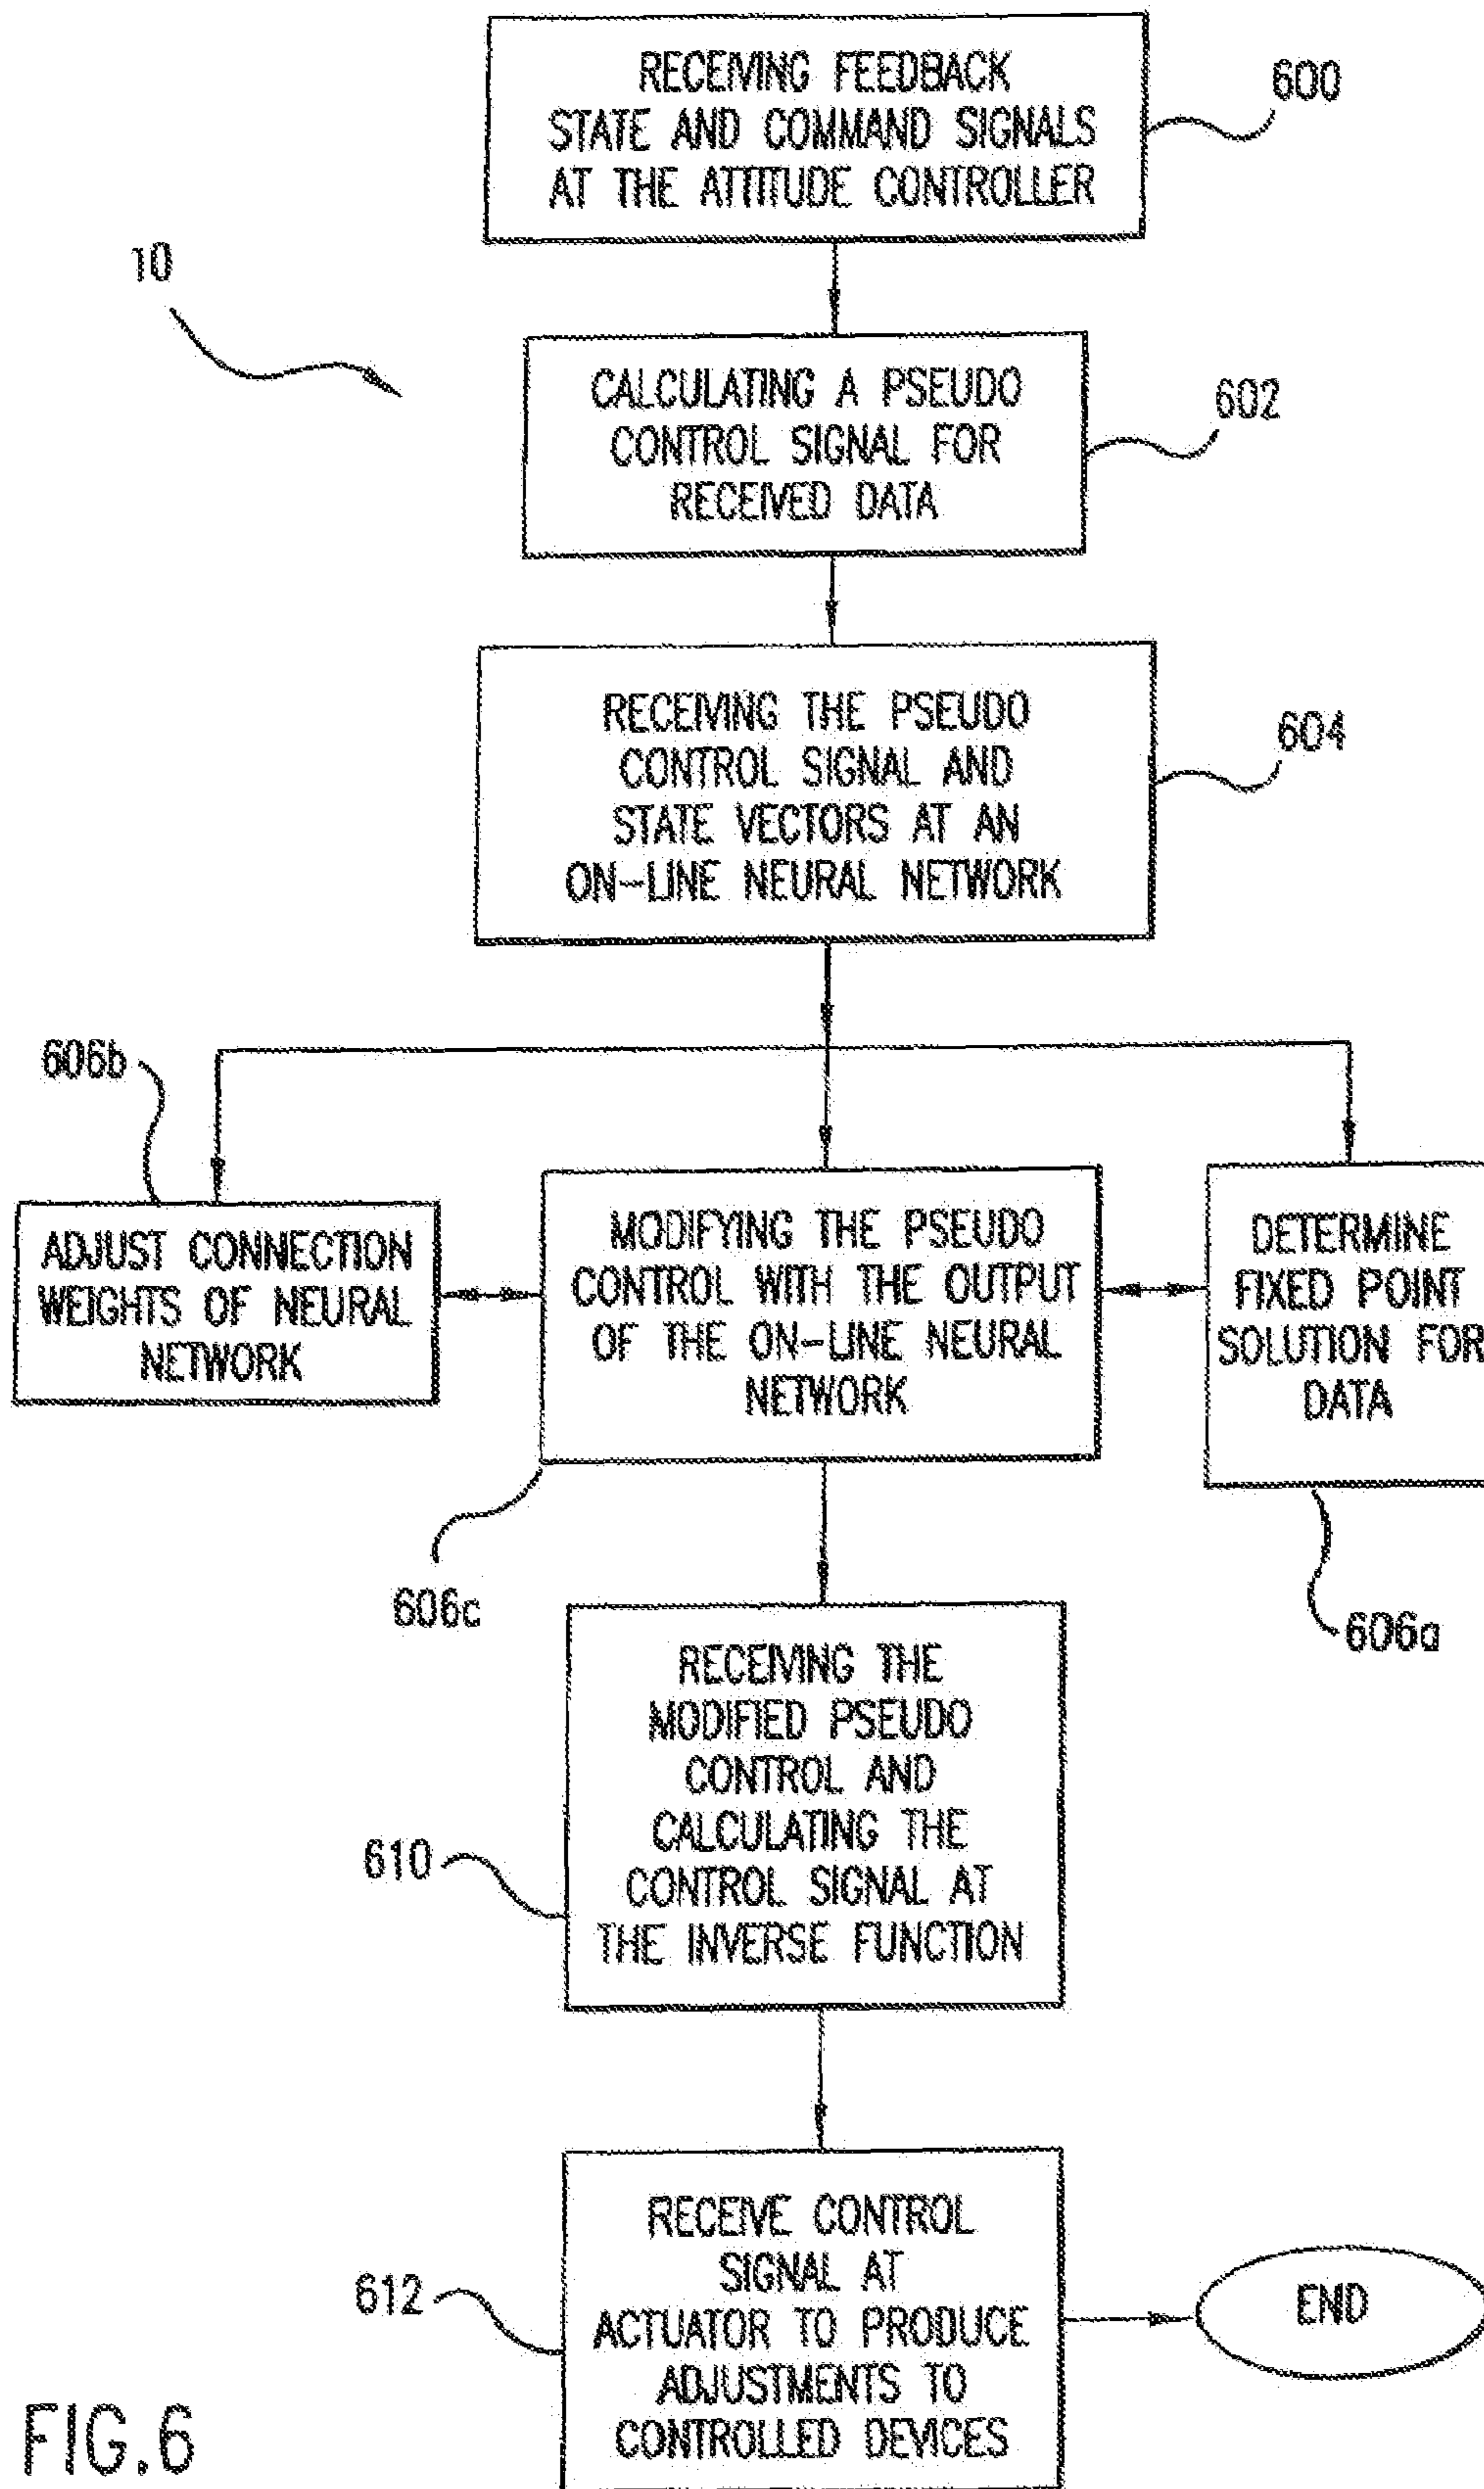 RECEIVING FEEDBACK
STATE AND COMMAND SIGNALS
AT THE ATTITUDE CONTROLLER
600
10
CALCULATING A PSEUDO
CONTROL SIGNAL FOR
RECEIVED DATA
602
RECEIVING THE PSEUDO
CONTROL SIGNAL AND
STATE VECTORS AT AN
ON-LINE NEURAL NETWORK
604
606b
ADJUST CONNECTION
WEIGHTS OF NEURAL
NETWORK
MODIFYING THE PSEUDO
CONTROL WITH THE OUTPUT
OF THE ON-LINE NEURAL
NETWORK
DETERMINE
FIXED POINT
SOLUTION FOR
DATA
606c
606a
RECEIVING THE
MODIFIED PSEUDO
CONTROL AND
CALCULATING THE
CONTROL SIGNAL AT
THE INVERSE FUNCTION
610
RECEIVE CONTROL
SIGNAL AT
ACTUATOR TO PRODUCE
ADJUSTMENTS TO
CONTROLLED DEVICES
612
END
FIG.6